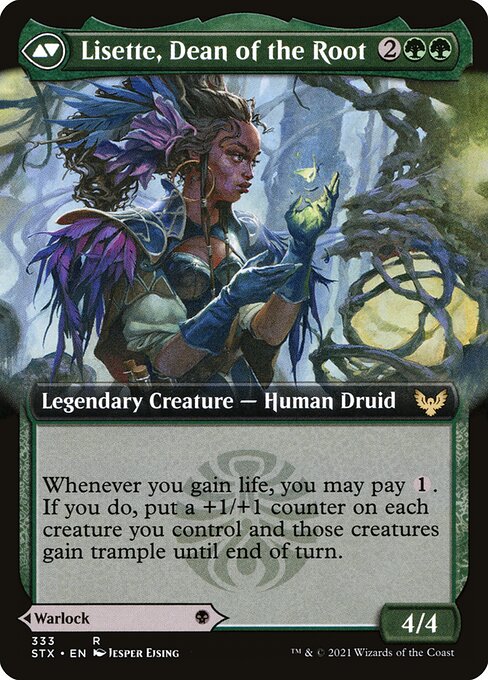 Lisette, Dean of the Root 2
Legendary Creature — Human Druid
Whenever you gain life, you may pay 1.
If you do, put a +1/+1 counter on each
creature you control and those creatures
gain trample until end of turn.
Warlock
4/4
333 R
STX • EN Jesper Ejsing
™ & © 2021 Wizards of the Coast